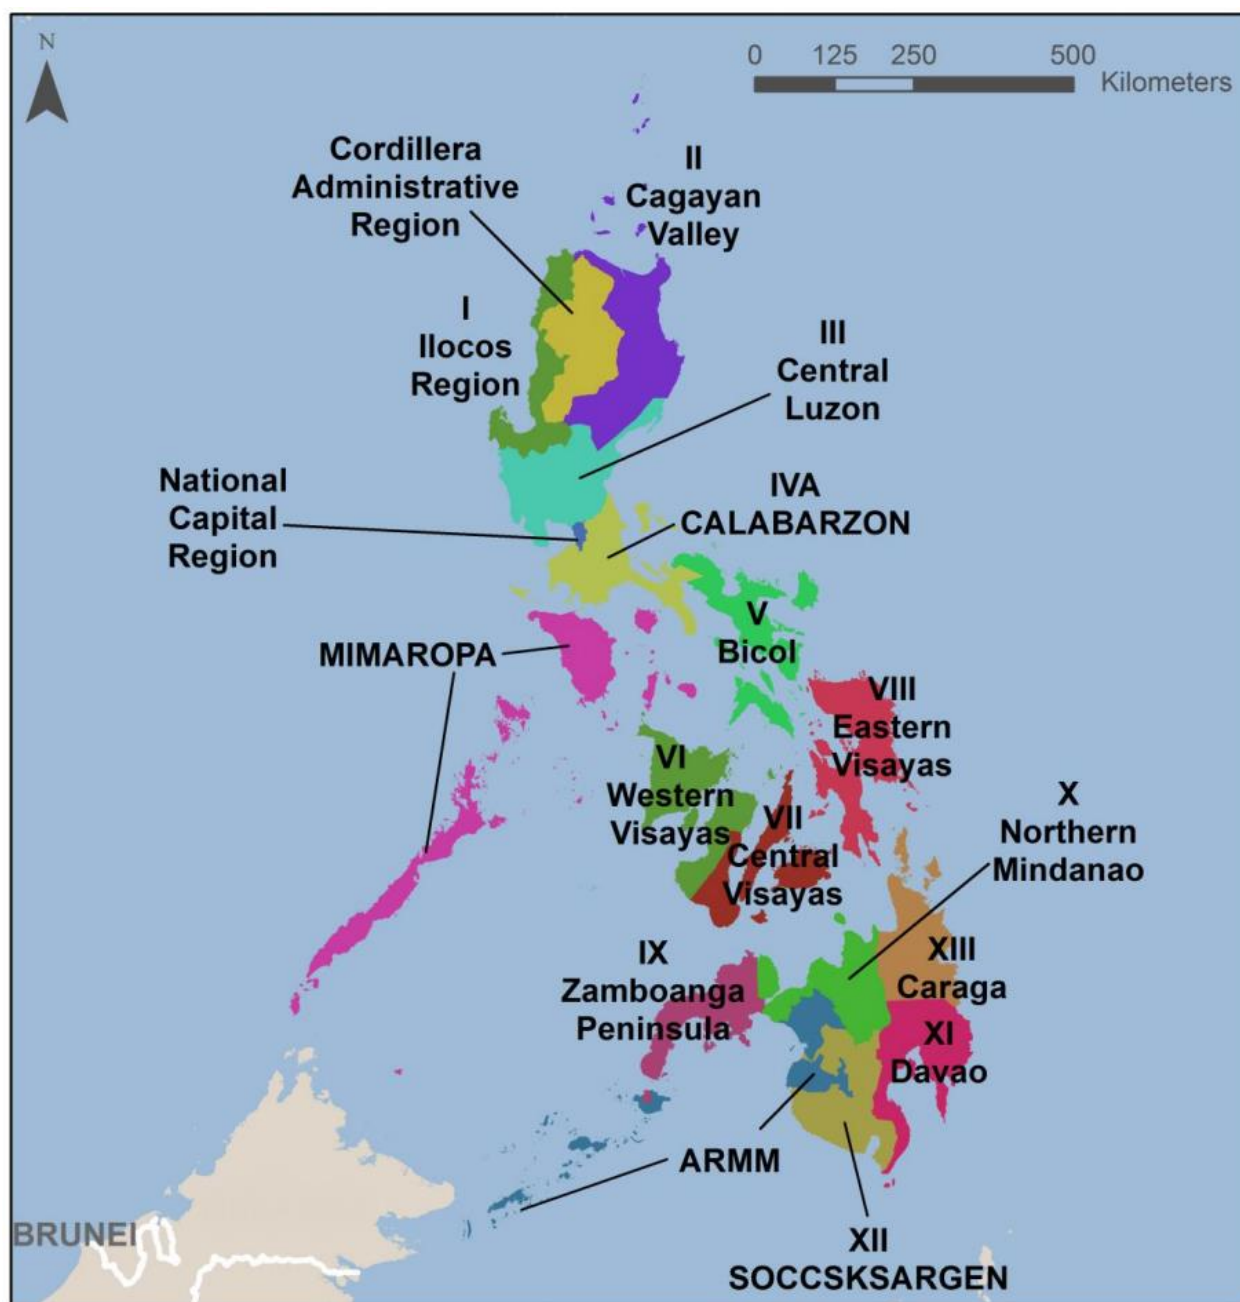 N
0 125 250 500
Kilometers
Cordillera
Administrative
Region
II
Cagayan
Valley
I
Ilocos
Region
III
Central
Luzon
National
Capital
Region
IVA
CALABARZON
V
Bicol
MIMAROPA
VIII
Eastern
Visayas
VI
Western
Visayas
VII
Central
Visayas
X
Northern
Mindanao
IX
Zamboanga
Peninsula
XIII
Caraga
XI
Davao
ARMM
BRUNEI
XII
SOCCSKSARGEN